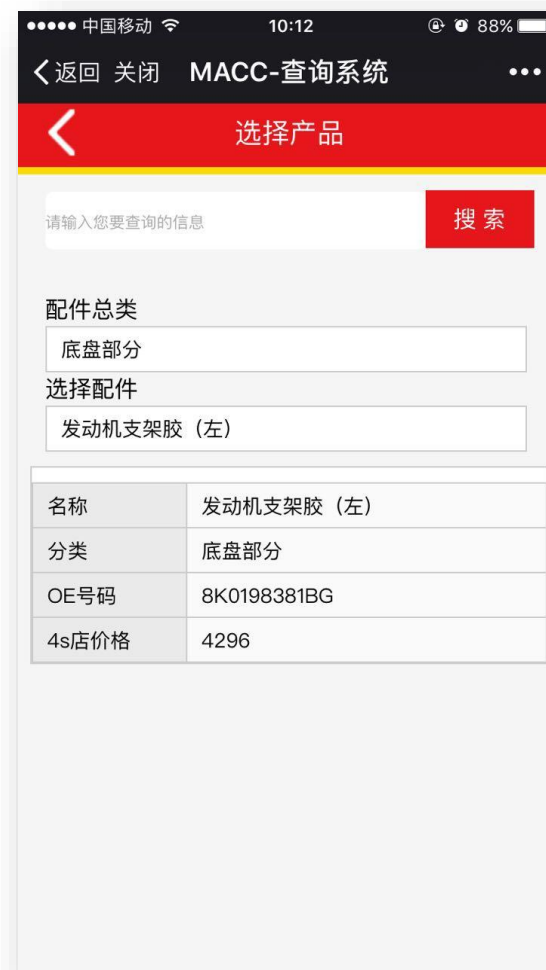 中国移动 10:12 88%
返回 关闭 MACC-查询系统
选择产品
请输入您要查询的信息 搜索
配件总类
底盘部分
选择配件
发动机支架胶（左）
名称 发动机支架胶（左）
分类 底盘部分
OE号码 8K0198381BG
4s店价格 4296